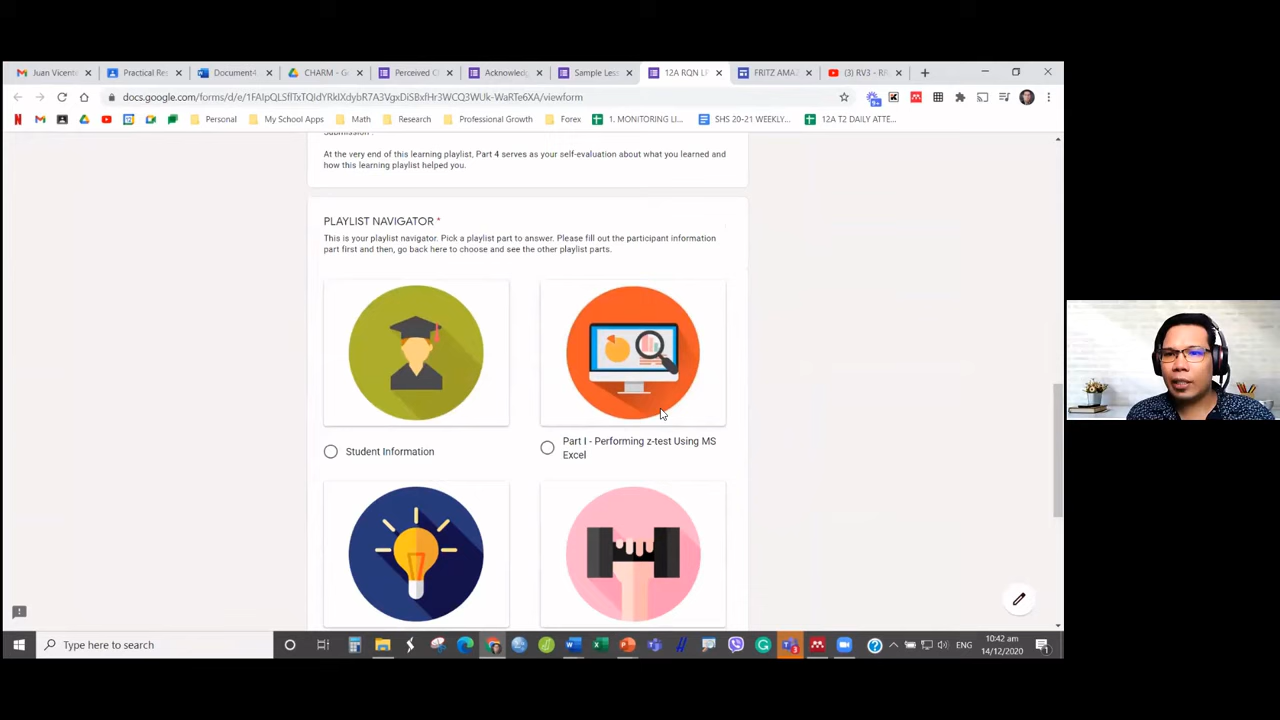 Juan Vicente
Practical Res
Document4
CHARM - G
Perceived O
Acknowledg
Sample Less
12A RQN LP
FRITZ AMA
(3) RV3 - RR
docs.google.com/forms/d/e/1FAIpQLSflTxTQIdYRkIXdybR7A3VgxDiSBxfHr3WCQ3WUk-WaRTe6XA/viewform
Personal
My School Apps
Math
Research
Professional Growth
Forex
1. MONITORING LI...
SHS 20-21 WEEKLY...
12A T2 DAILY ATTE...
At the very end of this learning playlist, Part 4 serves as your self-evaluation about what you learned and
how this learning playlist helped you.
PLAYLIST NAVIGATOR *
This is your playlist navigator. Pick a playlist part to answer. Please fill out the participant information
part first and then, go back here to choose and see the other playlist parts.
Student Information
Part I - Performing z-test Using MS
Excel
Type here to search
ENG
10:42 am
14/12/2020